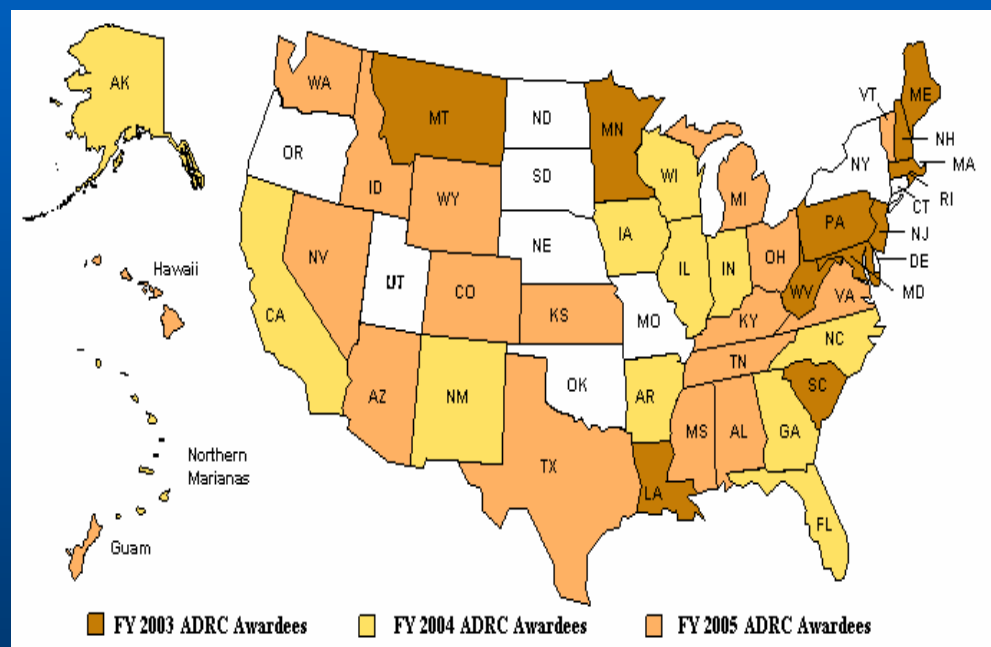 AK
WA
MT
ND
MN
VT
ME
NH
MA
OR
ID
SD
WI
NY
RI
CT
WY
MI
PA
NJ
NE
IA
DE
NV
UT
CO
IL
IN
OH
WV
VA
MD
Hawaii
CA
KS
MO
KY
NC
AZ
NM
OK
AR
TN
SC
MS
AL
GA
Northern
Marianas
TX
LA
FL
Guam
FY 2003 ADRC Awardees
FY 2004 ADRC Awardees
FY 2005 ADRC Awardees